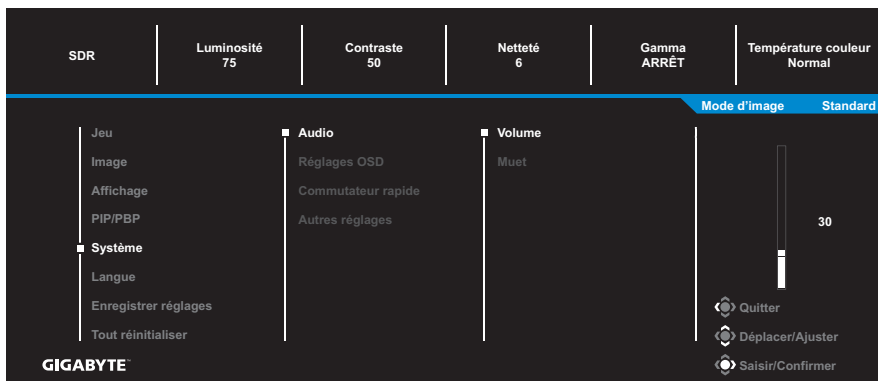 SDR
Luminosité
75
Contraste
50
Netteté
6
Gamma
ARRÊT
Température couleur
Normal
Mode d'image Standard
Jeu
Image
Affichage
PIP/PBP
Système
Langue
Enregistrer réglages
Tout réinitialiser
Audio
Réglages OSD
Commutateur rapide
Autres réglages
Volume
Muet
30
Quitter
Déplacer/Ajuster
Saisir/Confirmer
GIGABYTE™